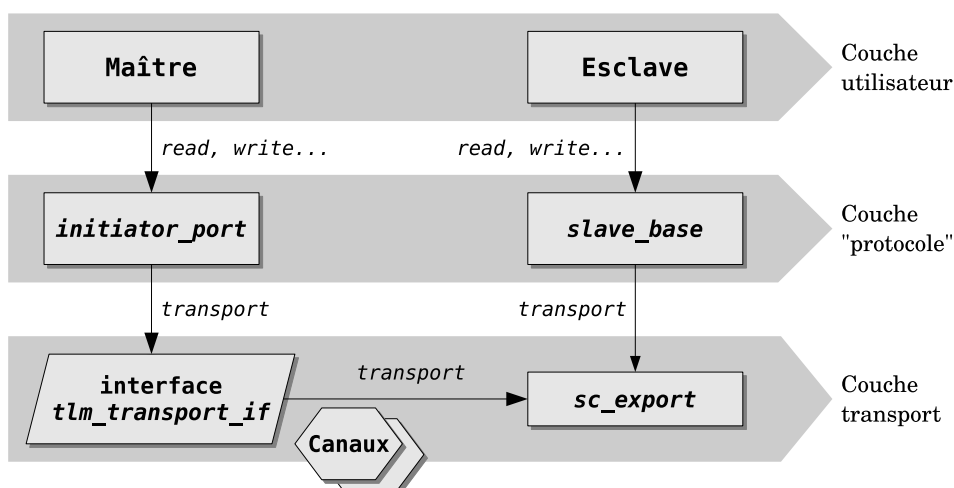 Maître
Esclave
Couche
utilisateur
read, write...
read, write...
initiator_port
slave_base
Couche
"protocole"
transport
transport
interface
tlm_transport_if
transport
sc_export
Couche
transport
Canaux